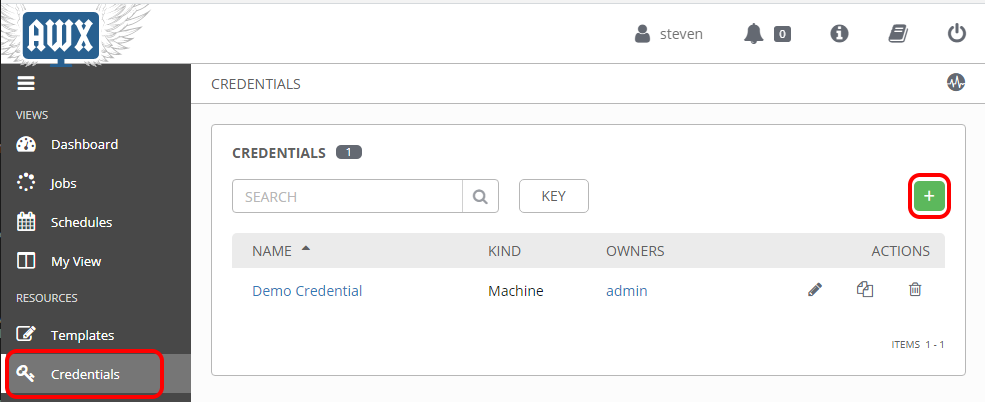 AWX
steven
0
VIEWS
Dashboard
Jobs
Schedules
My View
RESOURCES
Templates
Credentials
CREDENTIALS
CREDENTIALS 1
SEARCH
KEY
+
NAME KIND OWNERS ACTIONS
Demo Credential Machine admin
ITEMS 1 - 1